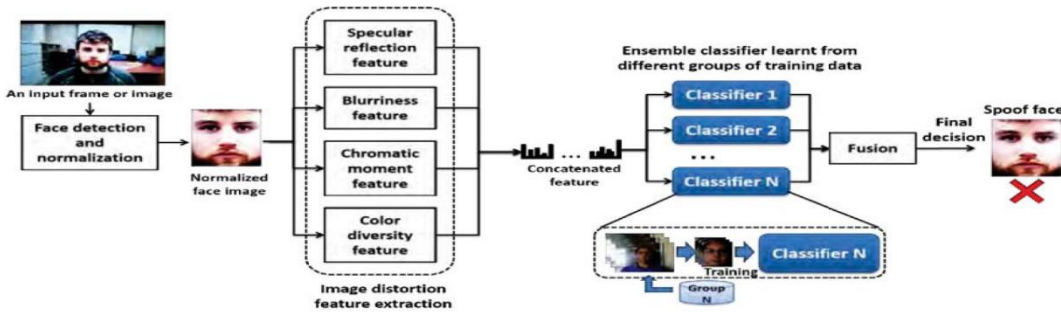 An input frame or image
Face detection
and
normalization
Normalized
face image
Specular
reflection
feature
Blurriness
feature
Chromatic
moment
feature
Color
diversity
feature
Image distortion
feature extraction
...
Concatenated
feature
Ensemble classifier learnt from
different groups of training data
Classifier 1
Classifier 2
...
Classifier N
Training
Classifier N
Group
N
Fusion
Final
decision
Spoof face